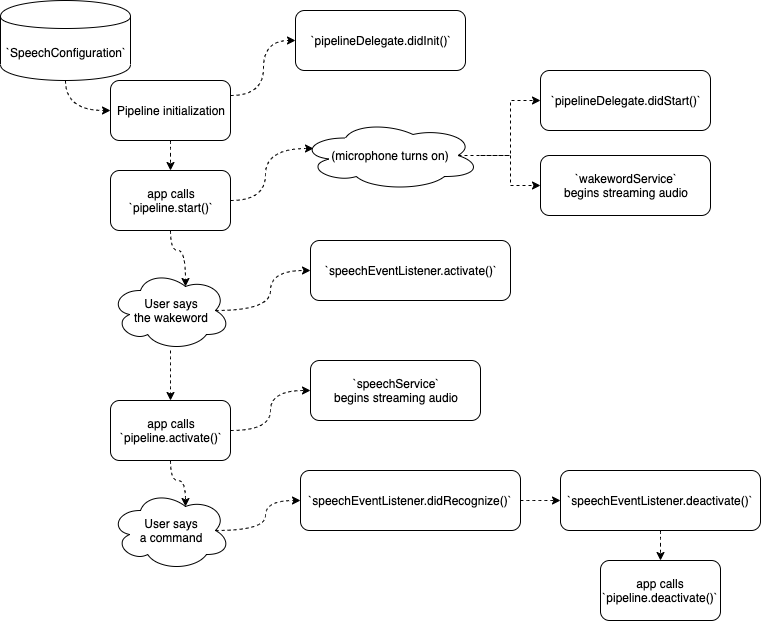 `SpeechConfiguration`
`pipelineDelegate.didInit()`
Pipeline initialization
`pipelineDelegate.didStart()`
(microphone turns on)
`wakewordService`
begins streaming audio
app calls
`pipeline.start()`
`speechEventListener.activate()`
User says
the wakeword
`speechService`
begins streaming audio
app calls
`pipeline.activate()`
`speechEventListener.didRecognize()`
`speechEventListener.deactivate()`
User says
a command
app calls
`pipeline.deactivate()`